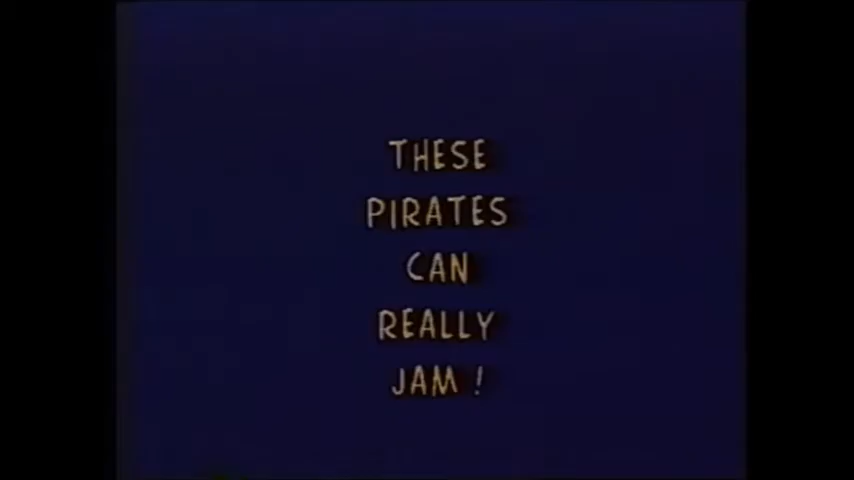 THESE
PIRATES
CAN
REALLY
JAM!